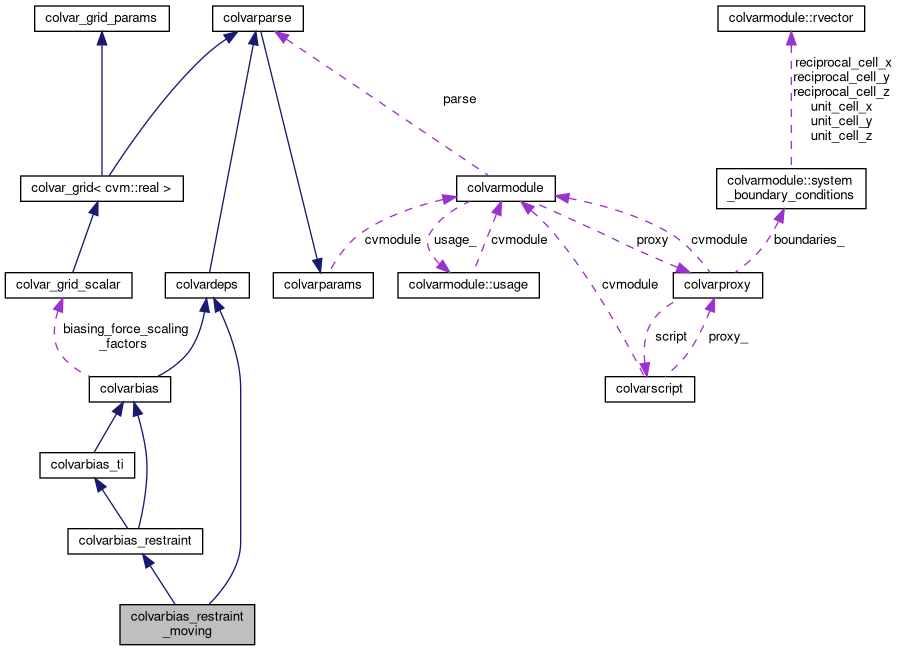 colvar_grid_params
colvarparse
colvarmodule::rvector
reciprocal_cell_x
reciprocal_cell_y
reciprocal_cell_z
unit_cell_x
unit_cell_y
unit_cell_z
parse
colvar_grid< cvm::real >
colvarmodule
colvarmodule::system
_boundary_conditions
cvmodule
usage_
cvmodule
proxy
cvmodule
boundaries_
colvar_grid_scalar
colvardeps
colvarparams
colvarmodule::usage
cvmodule
colvarproxy
biasing_force_scaling
_factors
script
proxy_
colvarbias
colvarscript
colvarbias_ti
colvarbias_restraint
colvarbias_restraint
_moving